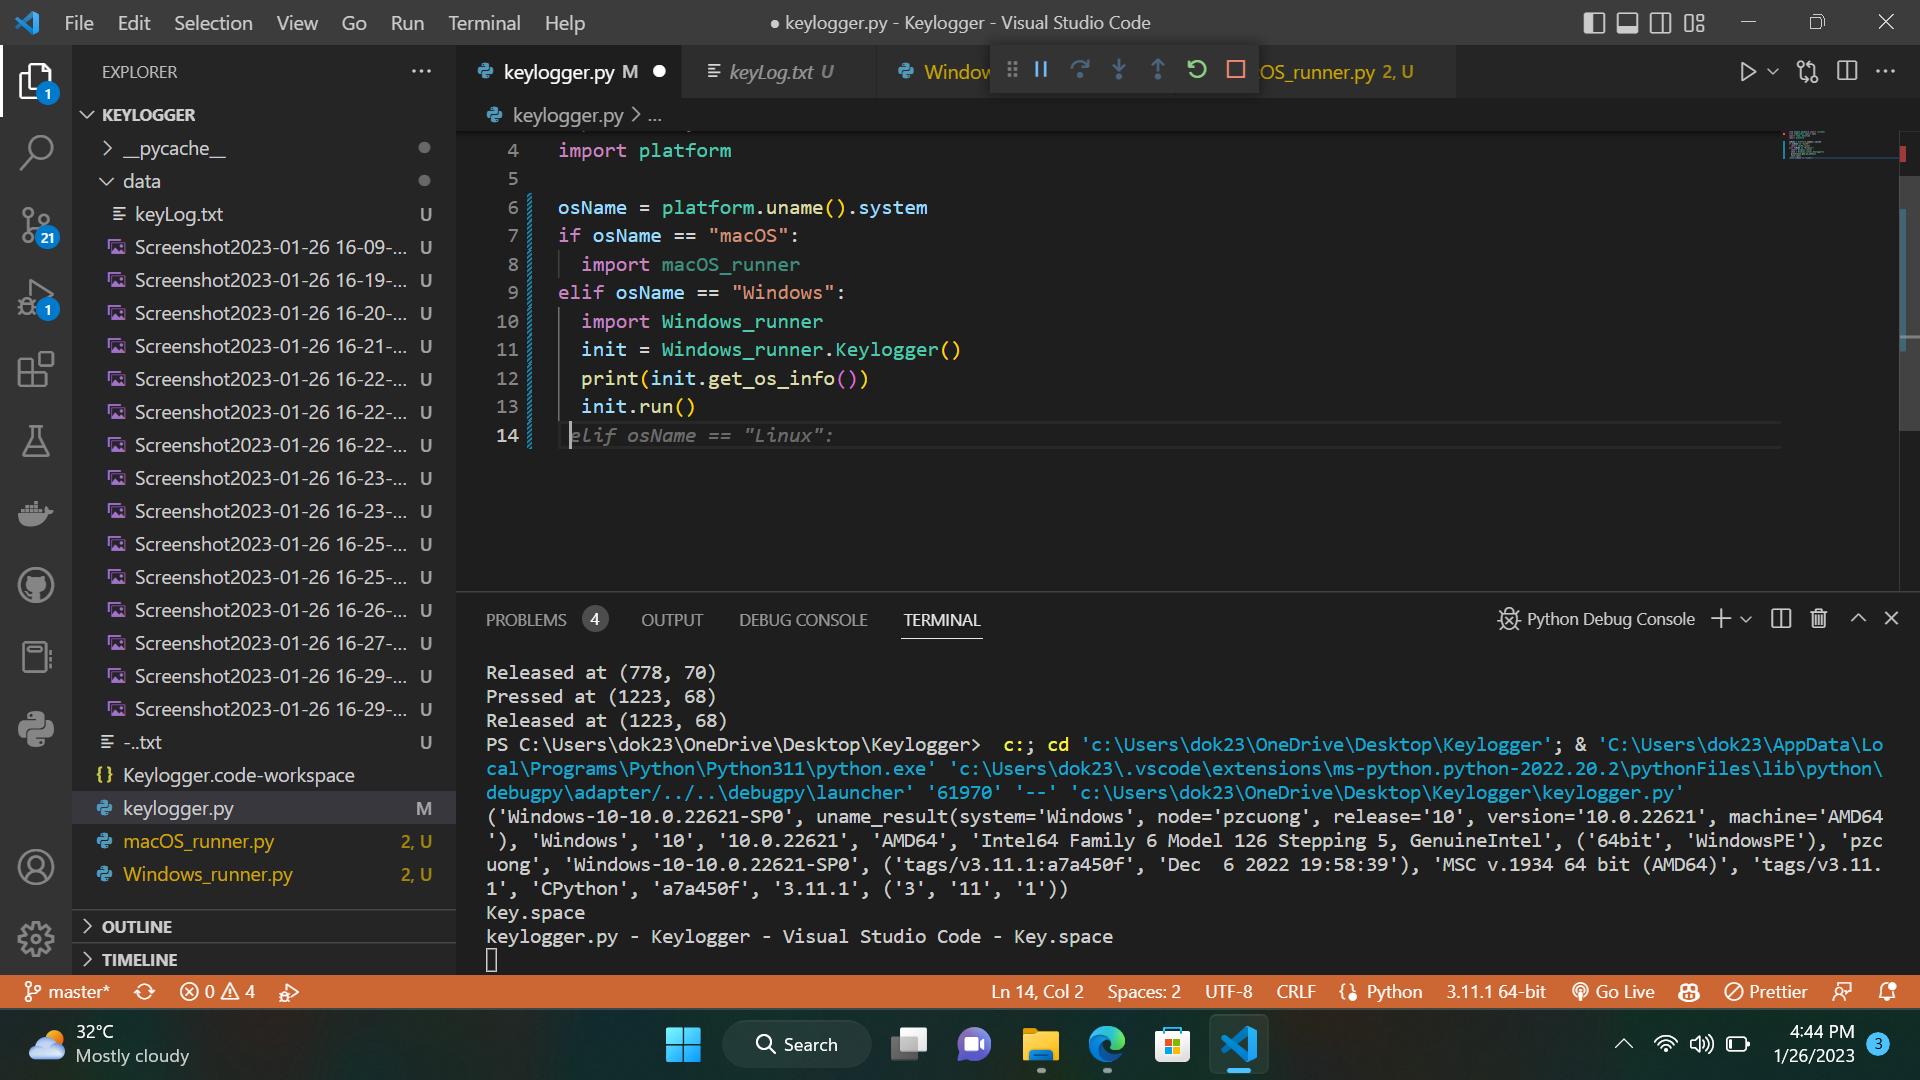 File Edit Selection View Go Run Terminal Help
● keylogger.py - Keylogger - Visual Studio Code
EXPLORER
KEYLOGGER
__pycache__
data
keyLog.txt U
Screenshot2023-01-26 16-09-... U
Screenshot2023-01-26 16-19-... U
Screenshot2023-01-26 16-20-... U
Screenshot2023-01-26 16-21-... U
Screenshot2023-01-26 16-22-... U
Screenshot2023-01-26 16-22-... U
Screenshot2023-01-26 16-22-... U
Screenshot2023-01-26 16-23-... U
Screenshot2023-01-26 16-23-... U
Screenshot2023-01-26 16-25-... U
Screenshot2023-01-26 16-25-... U
Screenshot2023-01-26 16-26-... U
Screenshot2023-01-26 16-27-... U
Screenshot2023-01-26 16-29-... U
Screenshot2023-01-26 16-29-... U
-..txt U
Keylogger.code-workspace
keylogger.py M
macOS_runner.py 2, U
Windows_runner.py 2, U
OUTLINE
TIMELINE
1
21
1
keylogger.py M ● keyLog.txt U Window OS_runner.py 2, U
keylogger.py > ...
4 import platform
5
6 osName = platform.uname().system
7 if osName == "macOS":
8 import macOS_runner
9 elif osName == "Windows":
10 import Windows_runner
11 init = Windows_runner.Keylogger()
12 print(init.get_os_info())
13 init.run()
14 elif osName == "Linux":
PROBLEMS 4 OUTPUT DEBUG CONSOLE TERMINAL Python Debug Console
Released at (778, 70)
Pressed at (1223, 68)
Released at (1223, 68)
PS C:\Users\dok23\OneDrive\Desktop\Keylogger>  c:; cd 'c:\Users\dok23\OneDrive\Desktop\Keylogger'; & 'C:\Users\dok23\AppData\Lo
cal\Programs\Python\Python311\python.exe' 'c:\Users\dok23\.vscode\extensions\ms-python.python-2022.20.2\pythonFiles\lib\python\
debugpy\adapter/../..\debugpy\launcher' '61970' '--' 'c:\Users\dok23\OneDrive\Desktop\Keylogger\keylogger.py'
('Windows-10-10.0.22621-SP0', uname_result(system='Windows', node='pzcuong', release='10', version='10.0.22621', machine='AMD64
'), 'Windows', '10', '10.0.22621', 'AMD64', 'Intel64 Family 6 Model 126 Stepping 5, GenuineIntel', ('64bit', 'WindowsPE'), 'pzc
uong', 'Windows-10-10.0.22621-SP0', ('tags/v3.11.1:a7a450f', 'Dec  6 2022 19:58:39'), 'MSC v.1934 64 bit (AMD64)', 'tags/v3.11.
1', 'CPython', 'a7a450f', '3.11.1', ('3', '11', '1'))
Key.space
keylogger.py - Keylogger - Visual Studio Code - Key.space
master* 0 4 Ln 14, Col 2 Spaces: 2 UTF-8 CRLF Python 3.11.1 64-bit Go Live Prettier
32°C
Mostly cloudy
Search
4:44 PM
1/26/2023
3